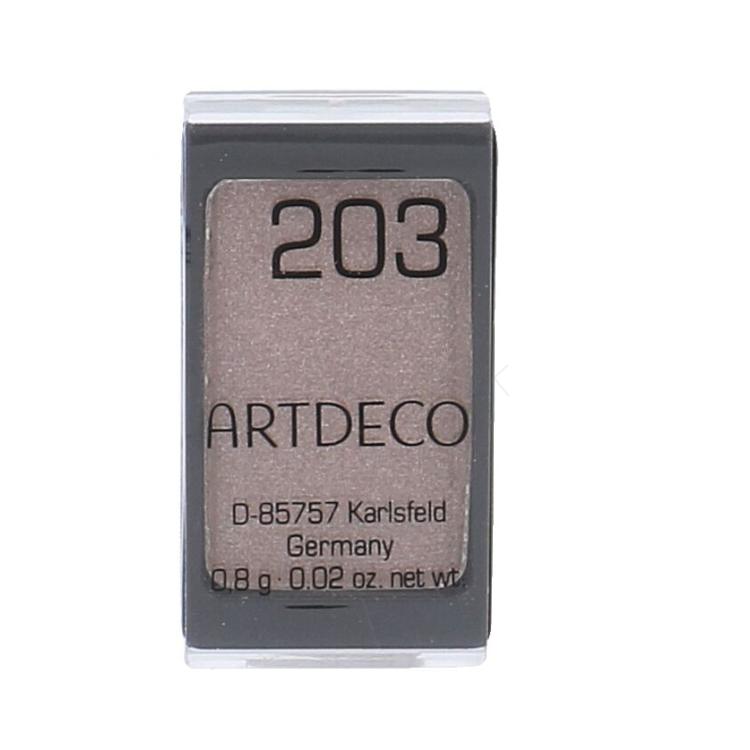 203
ARTDECO
D-85757 Karlsfeld
Germany
0,8 g · 0.02 oz. net wt.